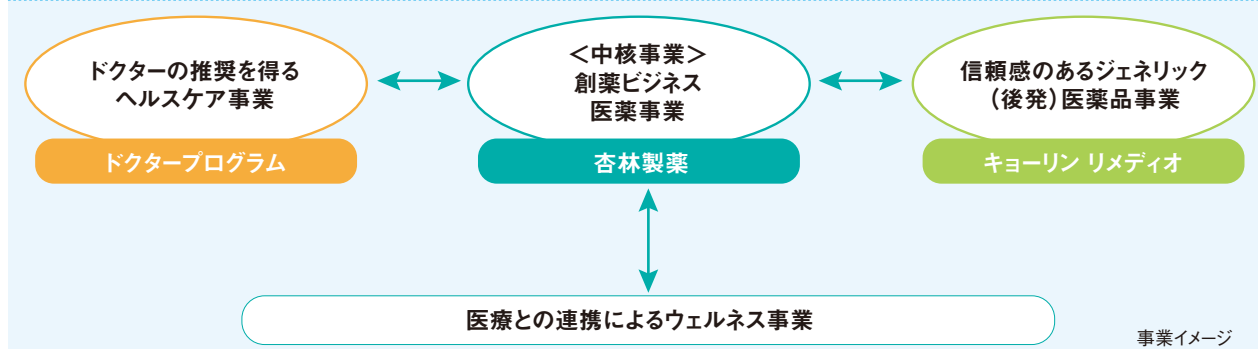 ドクターの推奨を得る
ヘルスケア事業
ドクタープログラム
<中核事業>
創薬ビジネス
医薬事業
杏林製薬
信頼感のあるジェネリック
(後発)医薬品事業
キョーリン リメディオ
医療との連携によるウェルネス事業
事業イメージ